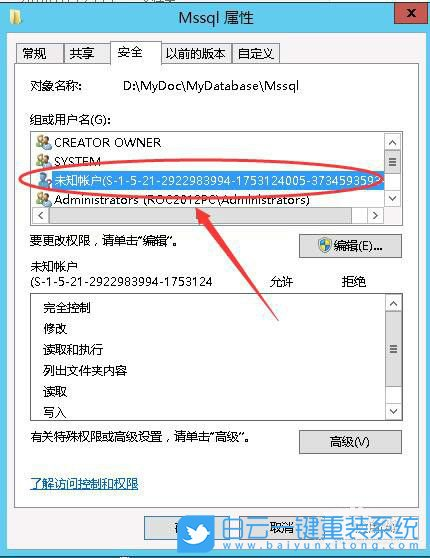 Mssql 属性
常规 共享 安全 以前的版本 自定义
对象名称: D:\MyDoc\MyDatabase\Mssql
组或用户名(G):
CREATOR OWNER
SYSTEM
未知帐户(S-1-5-21-2922983994-1753124005-3734593593
Administrators (ROC2012PC\Administrators)
要更改权限，请单击"编辑"。 编辑(E)...
未知帐户
(S-1-5-21-2922983994-1753124 允许 拒绝
完全控制
修改
读取和执行
列出文件夹内容
读取
写入
有关特殊权限或高级设置，请单击"高级"。 高级(V)
了解访问控制和权限
取消
白云一键重装系统
www.baiyunxitong.com